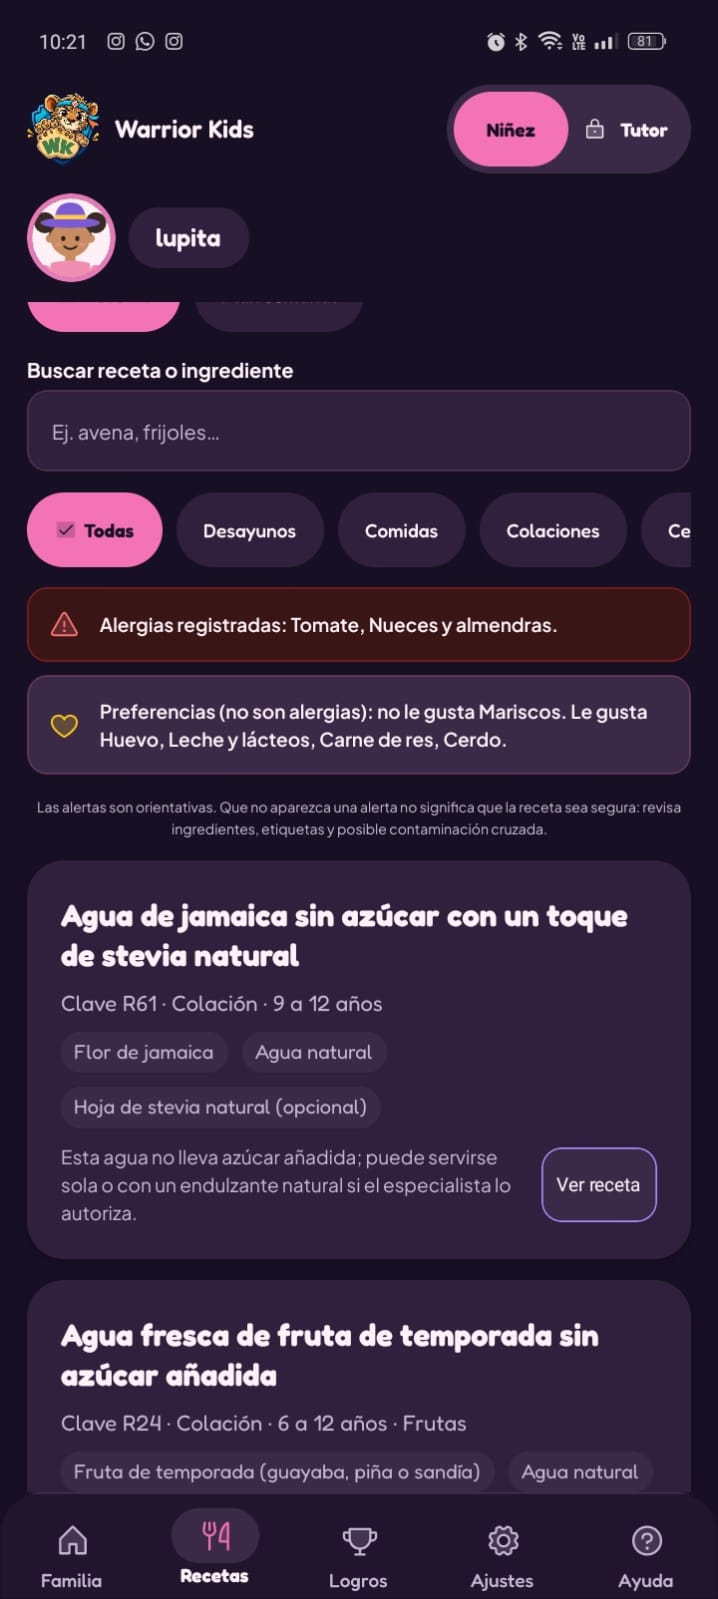 10:21
VoLTE
81
WK
Warrior Kids
Niñez
Tutor
lupita
Buscar receta o ingrediente
Ej. avena, frijoles...
Todas
Desayunos
Comidas
Colaciones
Ce
Alergias registradas: Tomate, Nueces y almendras.
Preferencias (no son alergias): no le gusta Mariscos. Le gusta
Huevo, Leche y lácteos, Carne de res, Cerdo.
Las alertas son orientativas. Que no aparezca una alerta no significa que la receta sea segura: revisa
ingredientes, etiquetas y posible contaminación cruzada.
Agua de jamaica sin azúcar con un toque
de stevia natural
Clave R61 · Colación · 9 a 12 años
Flor de jamaica
Agua natural
Hoja de stevia natural (opcional)
Esta agua no lleva azúcar añadida; puede servirse
sola o con un endulzante natural si el especialista lo
autoriza.
Ver receta
Agua fresca de fruta de temporada sin
azúcar añadida
Clave R24 · Colación · 6 a 12 años · Frutas
Fruta de temporada (guayaba, piña o sandía)
Agua natural
Familia
Recetas
Logros
Ajustes
Ayuda